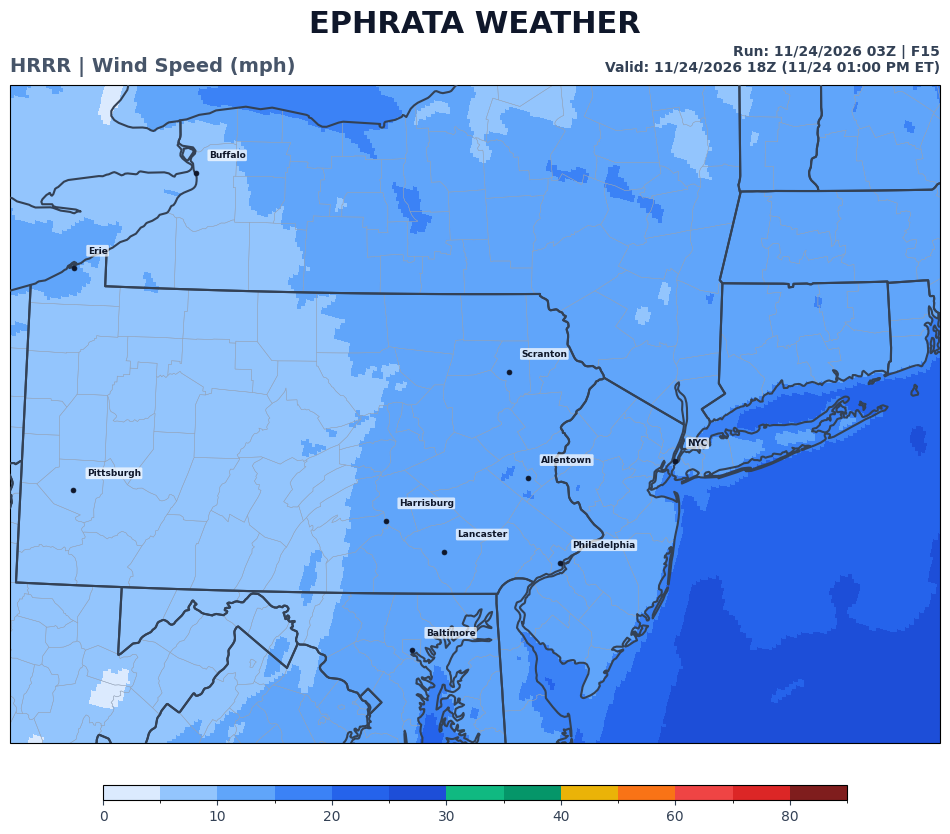 EPHRATA WEATHER
HRRR | Wind Speed (mph)
Run: 11/24/2026 03Z | F15
Valid: 11/24/2026 18Z (11/24 01:00 PM ET)
Buffalo
Erie
Scranton
NYC
Allentown
Pittsburgh
Harrisburg
Lancaster
Philadelphia
Baltimore
0 10 20 30 40 60 80